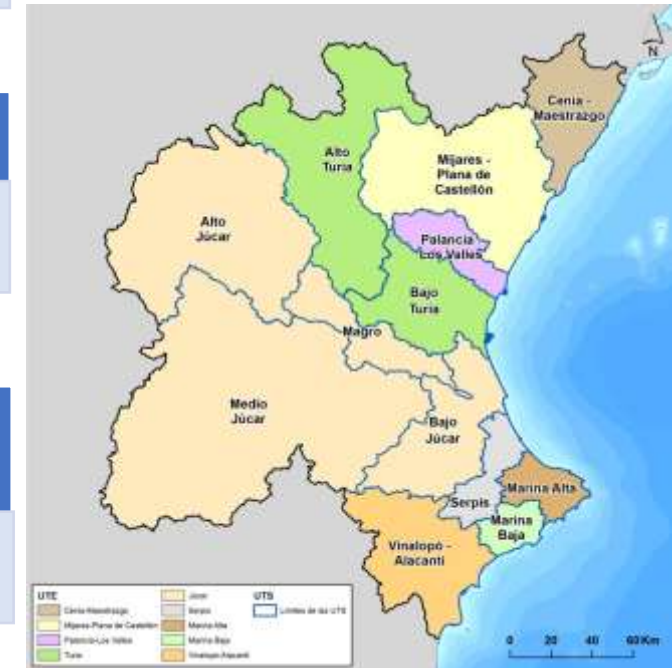 N
Cenia -
Maestrazgo
Alto
Turia
Mijares -
Plana de
Castellón
Alto
Júcar
Palancia
Los Valles
Bajo
Turia
Magro
Medio
Júcar
Bajo
Júcar
Serpis
Marina Alta
Marina
Baja
Vinalopó -
Alacantí
UTE
Cenia-Maestrazgo
Mijares-Plana de Castellón
Palancia-Los Valles
Turia
Júcar
Serpis
Marina Alta
Marina Baja
Vinalopó-Alacantí
UTS
Límites de las UTS
0 20 40 60 Km